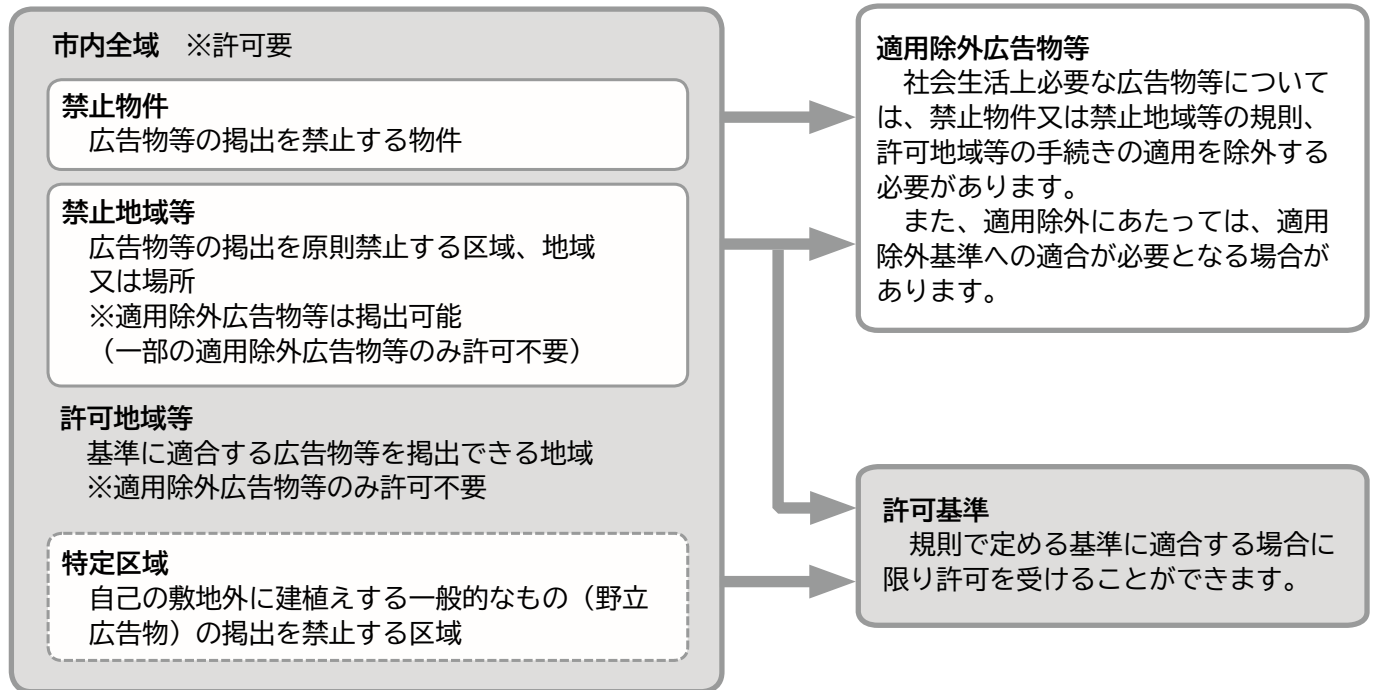 市内全域　※許可要
禁止物件
広告物等の掲出を禁止する物件
禁止地域等
広告物等の掲出を原則禁止する区域、地域
又は場所
※適用除外広告物等は掲出可能
（一部の適用除外広告物等のみ許可不要）
許可地域等
基準に適合する広告物等を掲出できる地域
※適用除外広告物等のみ許可不要
特定区域
自己の敷地外に建植えする一般的なもの（野立
広告物）の掲出を禁止する区域
適用除外広告物等
社会生活上必要な広告物等について
は、禁止物件又は禁止地域等の規則、
許可地域等の手続きの適用を除外する
必要があります。
また、適用除外にあたっては、適用
除外基準への適合が必要となる場合が
あります。
許可基準
規則で定める基準に適合する場合に
限り許可を受けることができます。